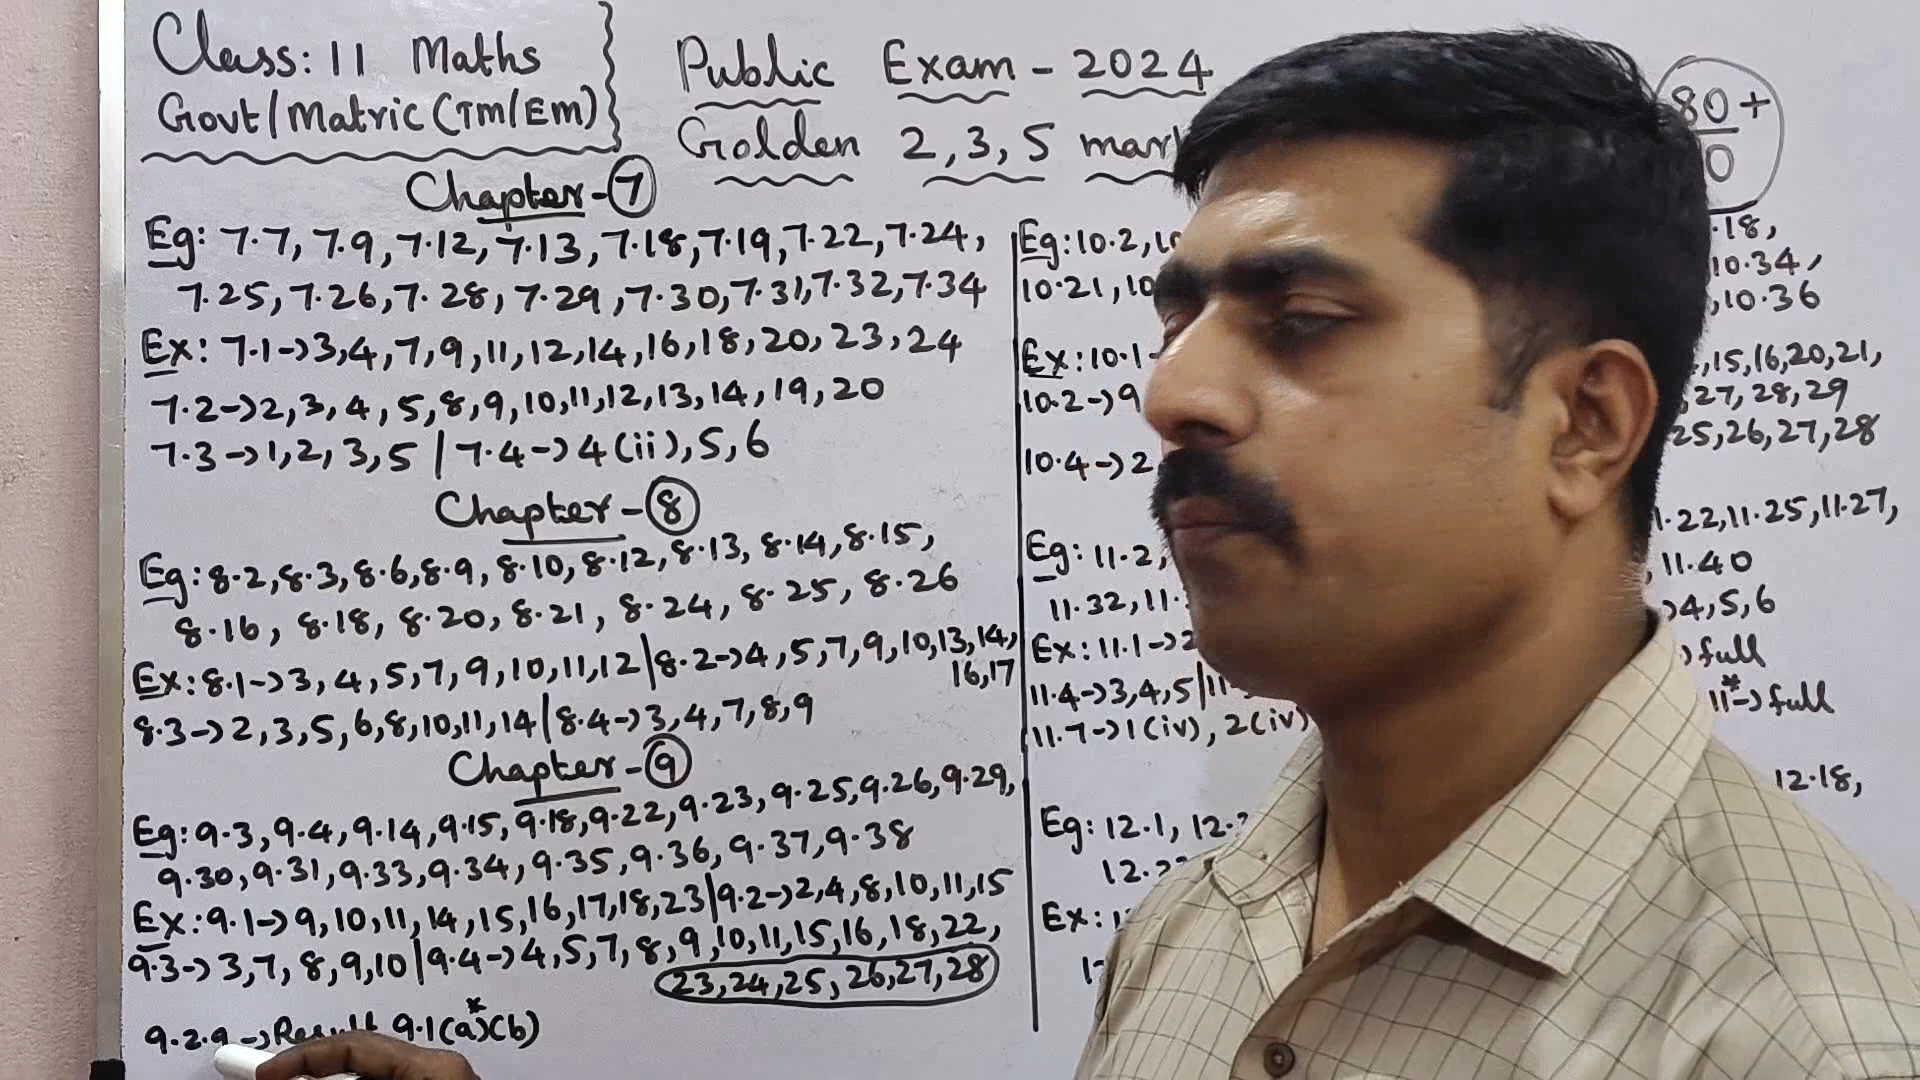 Class: 11 Maths
Govt/Matric (TM/EM)
Public Exam - 2024
Golden 2, 3, 5
80+
Chapter - 7
Eg: 7.7, 7.9, 7.12, 7.13, 7.18, 7.19, 7.22, 7.24,
7.25, 7.26, 7.28, 7.29, 7.30, 7.31, 7.32, 7.34
Ex: 7.1→3, 4, 7, 9, 11, 12, 14, 16, 18, 20, 23, 24
7.2→2, 3, 4, 5, 8, 9, 10, 11, 12, 13, 14, 19, 20
7.3→1, 2, 3, 5 | 7.4→4(ii), 5, 6
Chapter - 8
Eg: 8.2, 8.3, 8.6, 8.9, 8.10, 8.12, 8.13, 8.14, 8.15,
8.16, 8.18, 8.20, 8.21, 8.24, 8.25, 8.26
Ex: 8.1→3, 4, 5, 7, 9, 10, 11, 12 | 8.2→4, 5, 7, 9, 10, 13, 14,
16, 17
8.3→2, 3, 5, 6, 8, 10, 11, 14 | 8.4→3, 4, 7, 8, 9
Chapter - 9
Eg: 9.3, 9.4, 9.14, 9.15, 9.18, 9.22, 9.23, 9.25, 9.26, 9.29,
9.30, 9.31, 9.33, 9.34, 9.35, 9.36, 9.37, 9.38
Ex: 9.1→9, 10, 11, 14, 15, 16, 17, 18, 23 | 9.2→2, 4, 8, 10, 11, 15
9.3→3, 7, 8, 9, 10 | 9.4→4, 5, 7, 8, 9, 10, 11, 15, 16, 18, 22,
23, 24, 25, 26, 27, 28
9.2.9→Result 9.1(a)*(b)
Eg: 10.2, .18,
10.34,
10.21, ,10.36
Ex: 10.1 ,15, 16, 20, 21,
10.2→9 ,27, 28, 29
25, 26, 27, 28
10.4→2
11.22, 11.25, 11.27,
Eg: 11.2, 11.40
11.32, 11. 4, 5, 6
Ex: 11.1→2 full
11.4→3, 4, 5 | 11*→full
11.7→1(iv), 2(iv)
12.18,
Eg: 12.1, 12.
12.2
Ex: